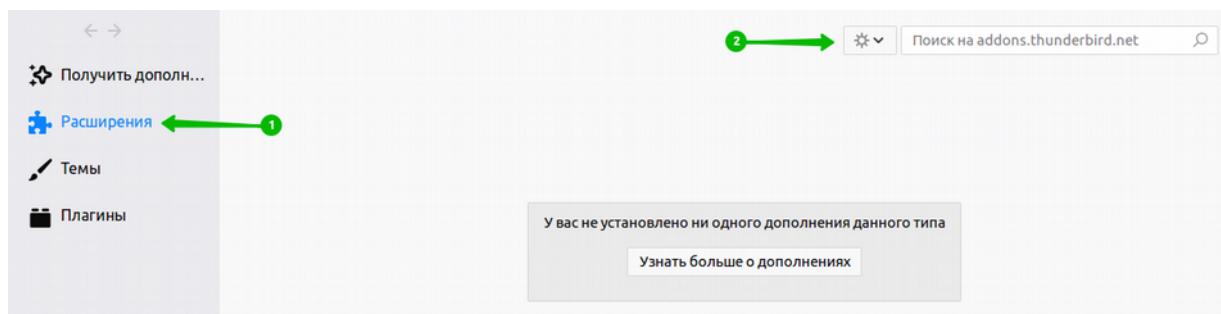 2
Поиск на addons.thunderbird.net
Получить дополн...
Расширения
1
Темы
Плагины
У вас не установлено ни одного дополнения данного типа
Узнать больше о дополнениях